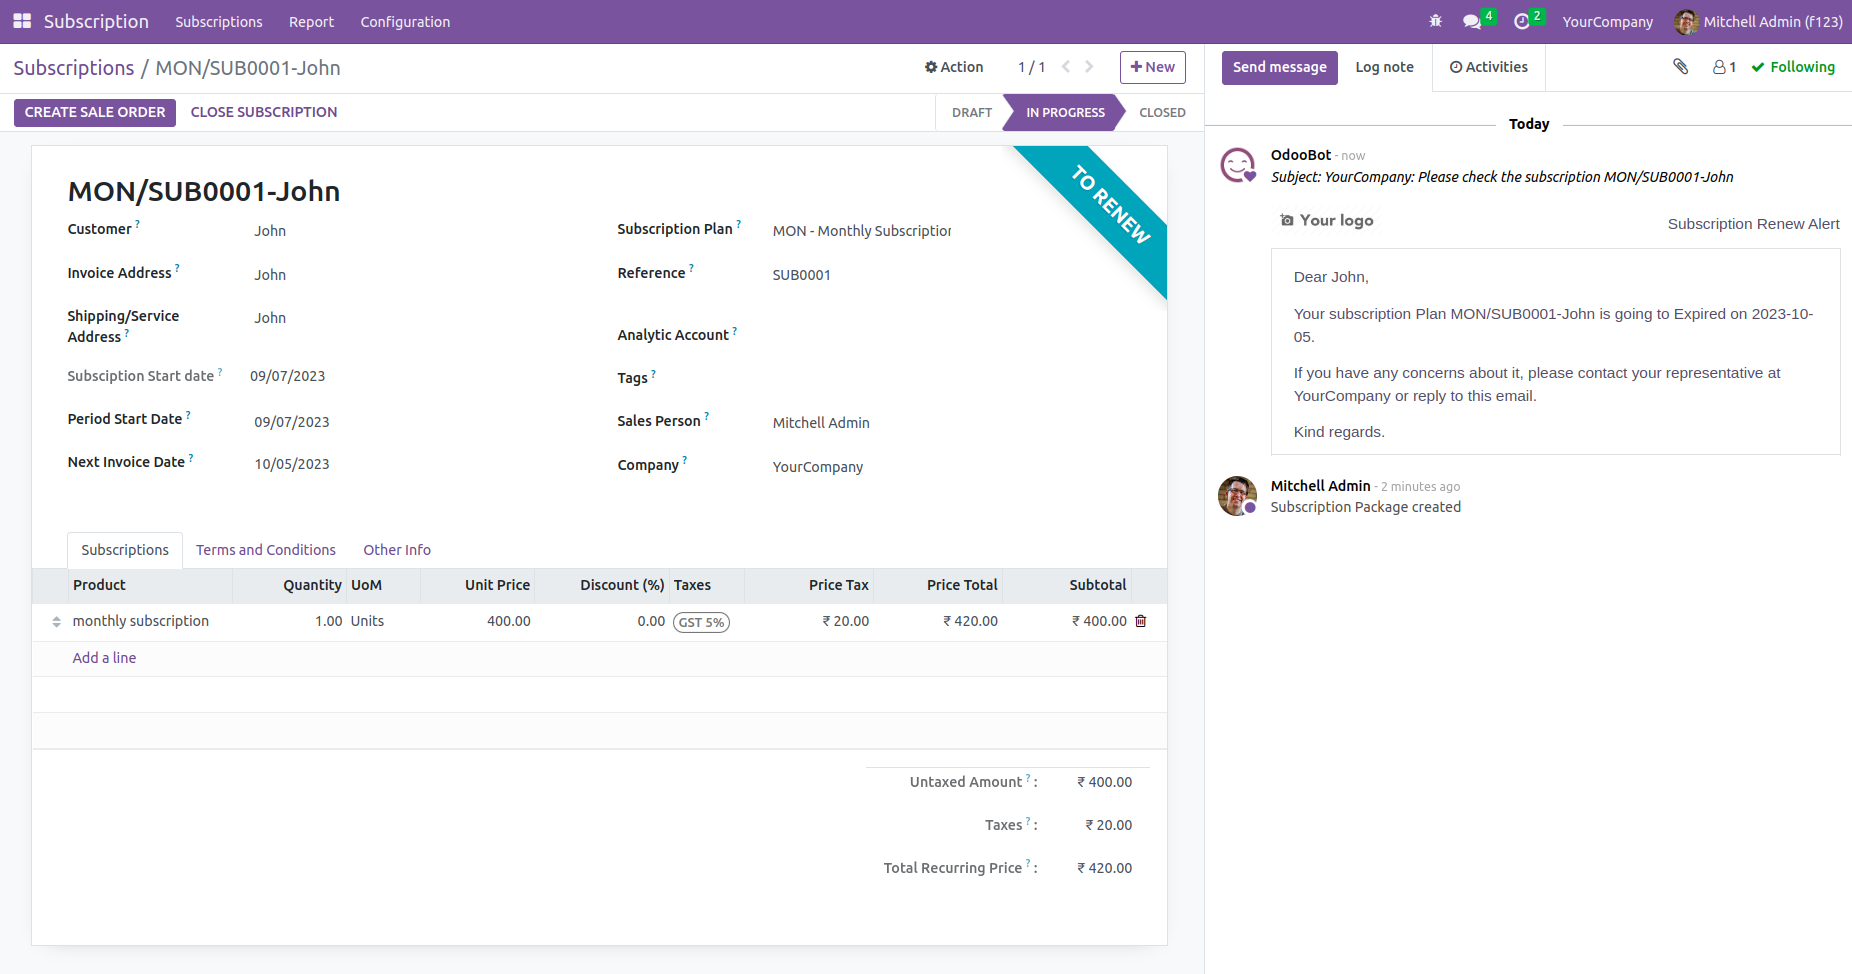 Subscription Subscriptions Report Configuration 4 2 YourCompany Mitchell Admin (f123)
Subscriptions / MON/SUB0001-John Action 1 / 1 New
Send message Log note Activities 1 Following
CREATE SALE ORDER CLOSE SUBSCRIPTION DRAFT IN PROGRESS CLOSED
TO RENEW
MON/SUB0001-John
Customer ? John
Invoice Address ? John
Shipping/Service
Address ? John
Subsciption Start date ? 09/07/2023
Period Start Date ? 09/07/2023
Next Invoice Date ? 10/05/2023
Subscription Plan ? MON - Monthly Subscription
Reference ? SUB0001
Analytic Account ?
Tags ?
Sales Person ? Mitchell Admin
Company ? YourCompany
Subscriptions Terms and Conditions Other Info
Product Quantity UoM Unit Price Discount (%) Taxes Price Tax Price Total Subtotal
monthly subscription 1.00 Units 400.00 0.00 GST 5% ₹ 20.00 ₹ 420.00 ₹ 400.00
Add a line
Untaxed Amount ? : ₹ 400.00
Taxes ? : ₹ 20.00
Total Recurring Price ? : ₹ 420.00
Today
OdooBot - now
Subject: YourCompany: Please check the subscription MON/SUB0001-John
Your logo Subscription Renew Alert
Dear John,
Your subscription Plan MON/SUB0001-John is going to Expired on 2023-10-
05.
If you have any concerns about it, please contact your representative at
YourCompany or reply to this email.
Kind regards.
Mitchell Admin - 2 minutes ago
Subscription Package created